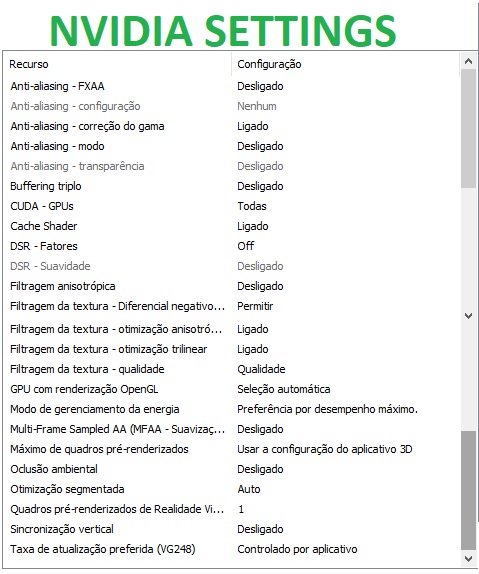 NVIDIA SETTINGS
Recurso Configuração
Anti-aliasing - FXAA Desligado
Anti-aliasing - configuração Nenhum
Anti-aliasing - correção do gama Ligado
Anti-aliasing - modo Desligado
Anti-aliasing - transparência Desligado
Buffering triplo Desligado
CUDA - GPUs Todas
Cache Shader Ligado
DSR - Fatores Off
DSR - Suavidade Desligado
Filtragem anisotrópica Desligado
Filtragem da textura - Diferencial negativo... Permitir
Filtragem da textura - otimização anisotró... Ligado
Filtragem da textura - otimização trilinear Ligado
Filtragem da textura - qualidade Qualidade
GPU com renderização OpenGL Seleção automática
Modo de gerenciamento da energia Preferência por desempenho máximo.
Multi-Frame Sampled AA (MFAA - Suavizaç... Desligado
Máximo de quadros pré-renderizados Usar a configuração do aplicativo 3D
Oclusão ambiental Desligado
Otimização segmentada Auto
Quadros pré-renderizados de Realidade Vi... 1
Sincronização vertical Desligado
Taxa de atualização preferida (VG248) Controlado por aplicativo